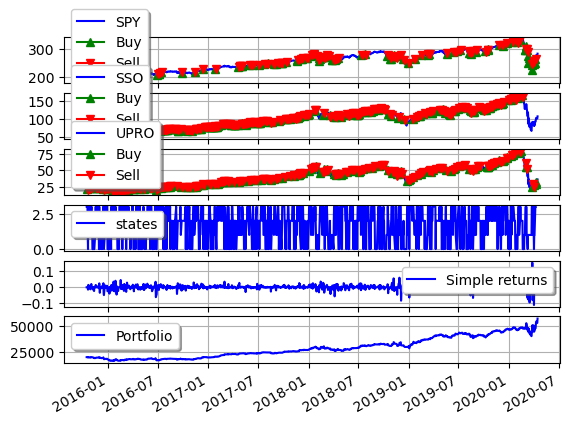 SPY
Buy
Sell
300
200
SSO
Buy
Sell
150
100
50
UPRO
Buy
Sell
75
50
25
states
2.5
0.0
Simple returns
0.1
0.0
−0.1
Portfolio
50000
25000
2016-01
2016-07
2017-01
2017-07
2018-01
2018-07
2019-01
2019-07
2020-01
2020-07